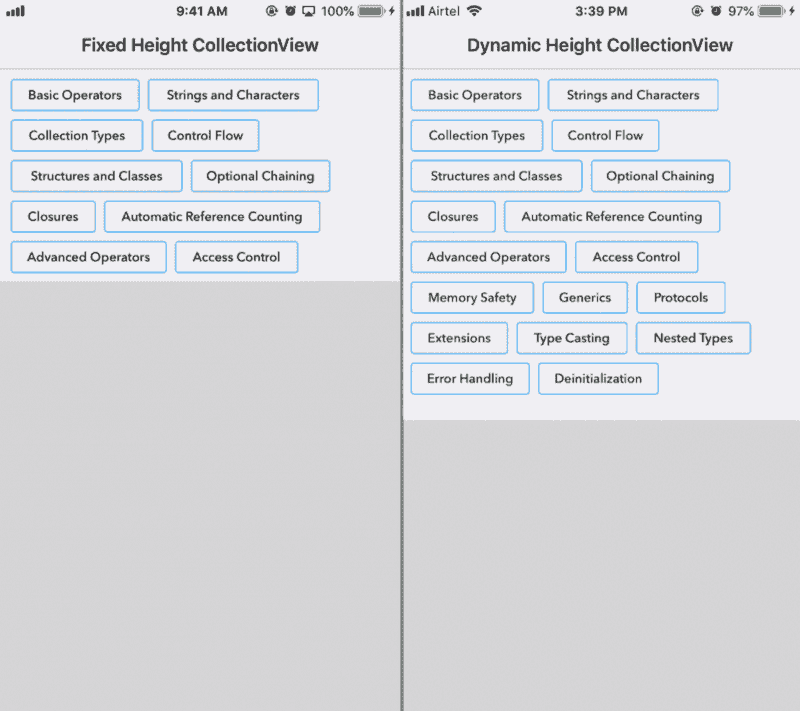 9:41 AM 100%
Fixed Height CollectionView
Basic Operators Strings and Characters
Collection Types Control Flow
Structures and Classes Optional Chaining
Closures Automatic Reference Counting
Advanced Operators Access Control
Airtel 3:39 PM 97%
Dynamic Height CollectionView
Basic Operators Strings and Characters
Collection Types Control Flow
Structures and Classes Optional Chaining
Closures Automatic Reference Counting
Advanced Operators Access Control
Memory Safety Generics Protocols
Extensions Type Casting Nested Types
Error Handling Deinitialization